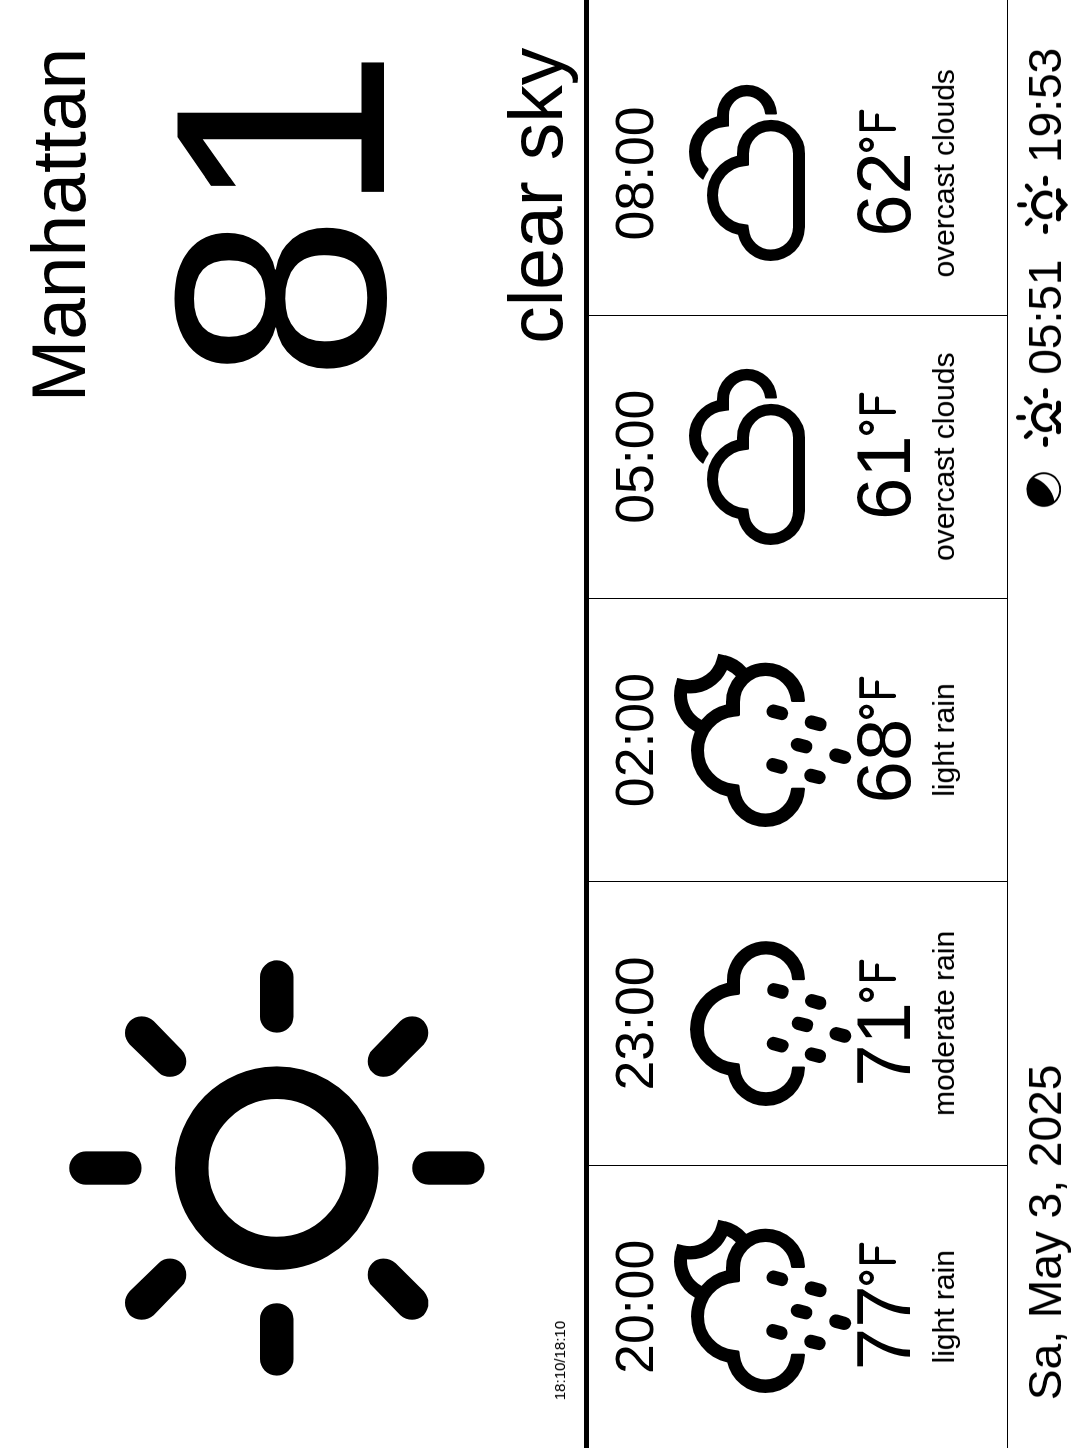 Manhattan
81
clear sky
18:10/18:10
20:00 23:00 02:00 05:00 08:00
77°F 71°F 68°F 61°F 62°F
light rain moderate rain light rain overcast clouds overcast clouds
Sa, May 3, 2025 05:51 19:53